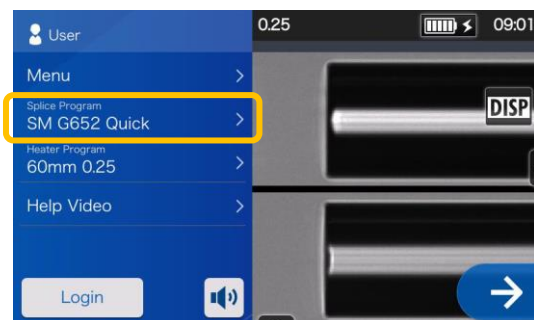 User
0.25
09:01
Menu
Splice Program
SM G652 Quick
DISP
Heater Program
60mm 0.25
Help Video
Login